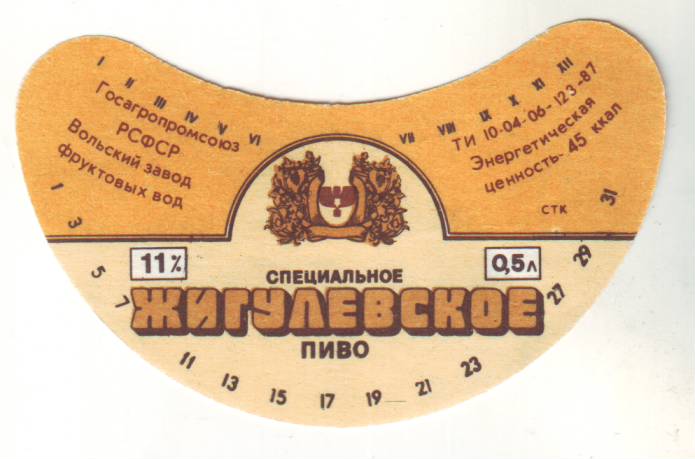 I II III IV V VI VII VIII IX X XI XII
Госагропромсоюз
РСФСР
Вольский завод
фруктовых вод
ТИ 10-04-06-123-87
Энергетическая
ценность- 45 ккал
СТК
11%
0,5л
СПЕЦИАЛЬНОЕ
ЖИГУЛЕВСКОЕ
ПИВО
1 3 5 7 11 13 15 17 19 21 23 27 29 31